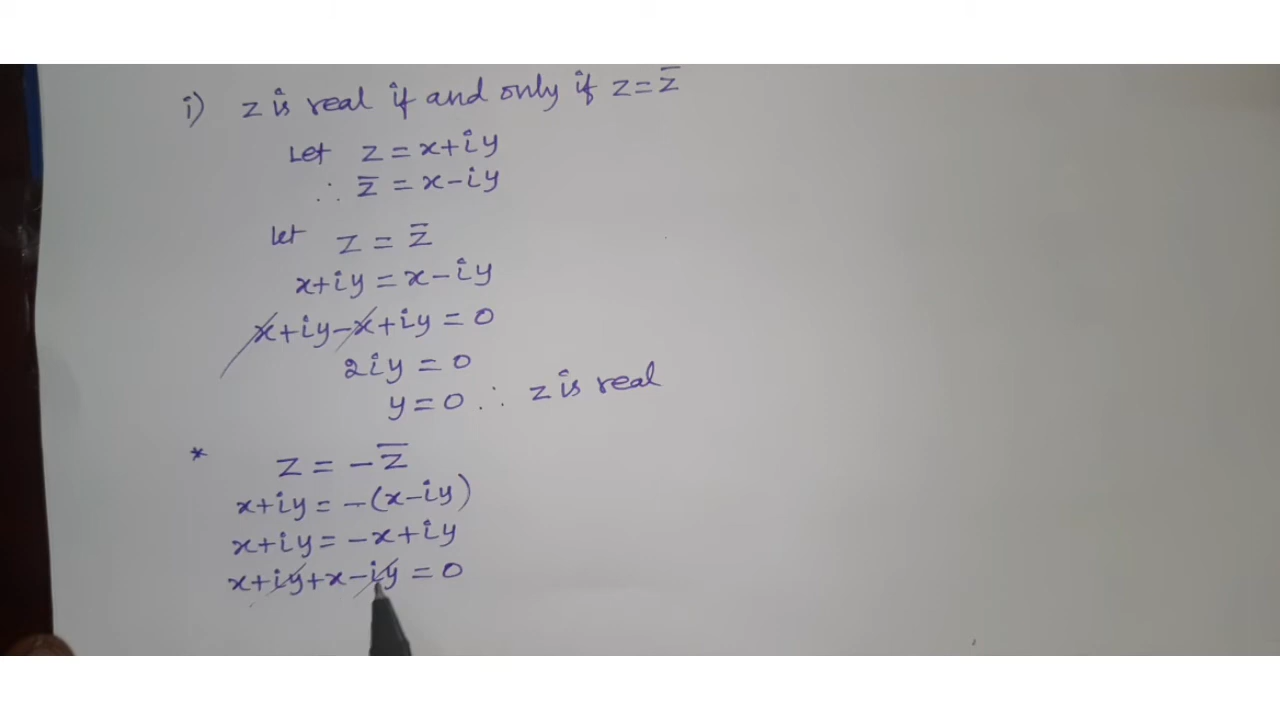 i) z is real if and only if z = z̅
Let z = x+iy
∴ z̅ = x-iy
let z = z̅
x+iy = x-iy
x+iy-x+iy = 0
2iy = 0
y = 0 ∴ z is real
* z = -z̅
x+iy = -(x-iy)
x+iy = -x+iy
x+iy+x-iy = 0